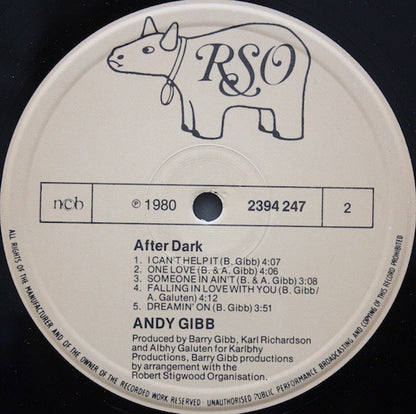 RSO
ncb ℗ 1980 2394 247 2
After Dark
1. I CAN'T HELP IT (B. Gibb) 4:07
2. ONE LOVE (B. & A. Gibb) 4:06
3. SOMEONE IN AIN'T (B. & A. Gibb) 3:08
4. FALLING IN LOVE WITH YOU (B. Gibb/
A. Galuten) 4:12
5. DREAMIN' ON (B. Gibb) 3:51
ANDY GIBB
Produced by Barry Gibb, Karl Richardson
and Albhy Galuten for Karlbhy
Productions, Barry Gibb productions
by arrangement with the
Robert Stigwood Organisation.
ALL RIGHTS OF THE MANUFACTURER AND OF THE OWNER OF THE RECORDED WORK RESERVED - UNAUTHORISED PUBLIC PERFORMANCE BROADCASTING AND COPYING OF THIS RECORD PROHIBITED